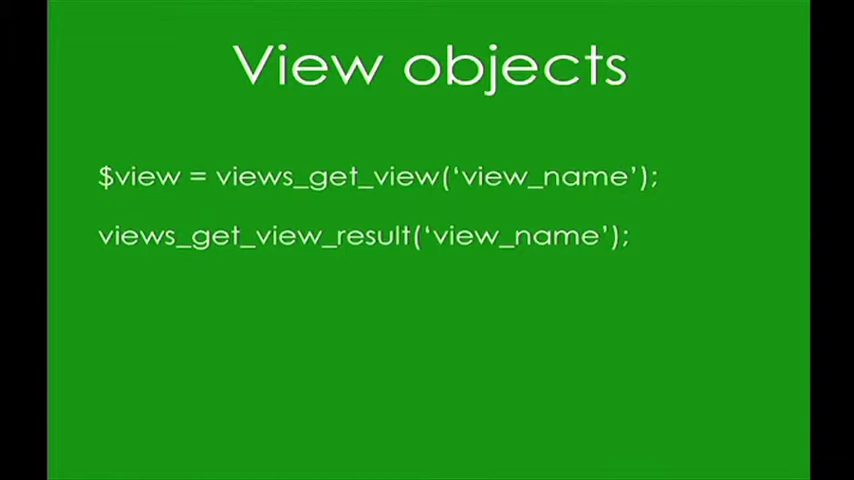 View objects
$view = views_get_view(‘view_name’);
views_get_view_result(‘view_name’);